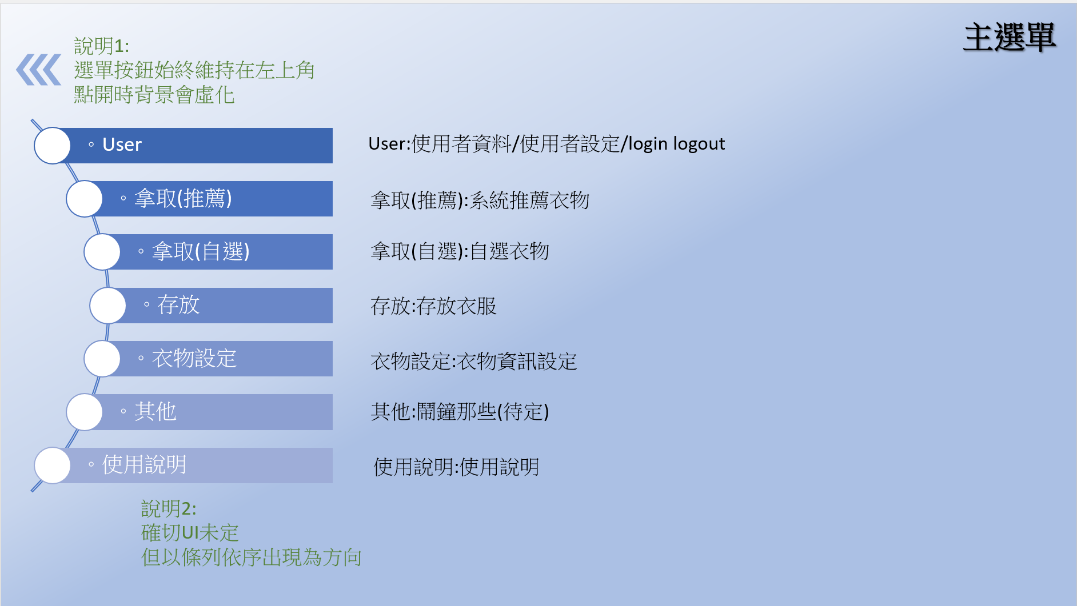 主選單
說明1:
選單按鈕始終維持在左上角
點開時背景會虛化
。User
User:使用者資料/使用者設定/login logout
。拿取(推薦)
拿取(推薦):系統推薦衣物
。拿取(自選)
拿取(自選):自選衣物
。存放
存放:存放衣服
。衣物設定
衣物設定:衣物資訊設定
。其他
其他:鬧鐘那些(待定)
。使用說明
使用說明:使用說明
說明2:
確切UI未定
但以條列依序出現為方向